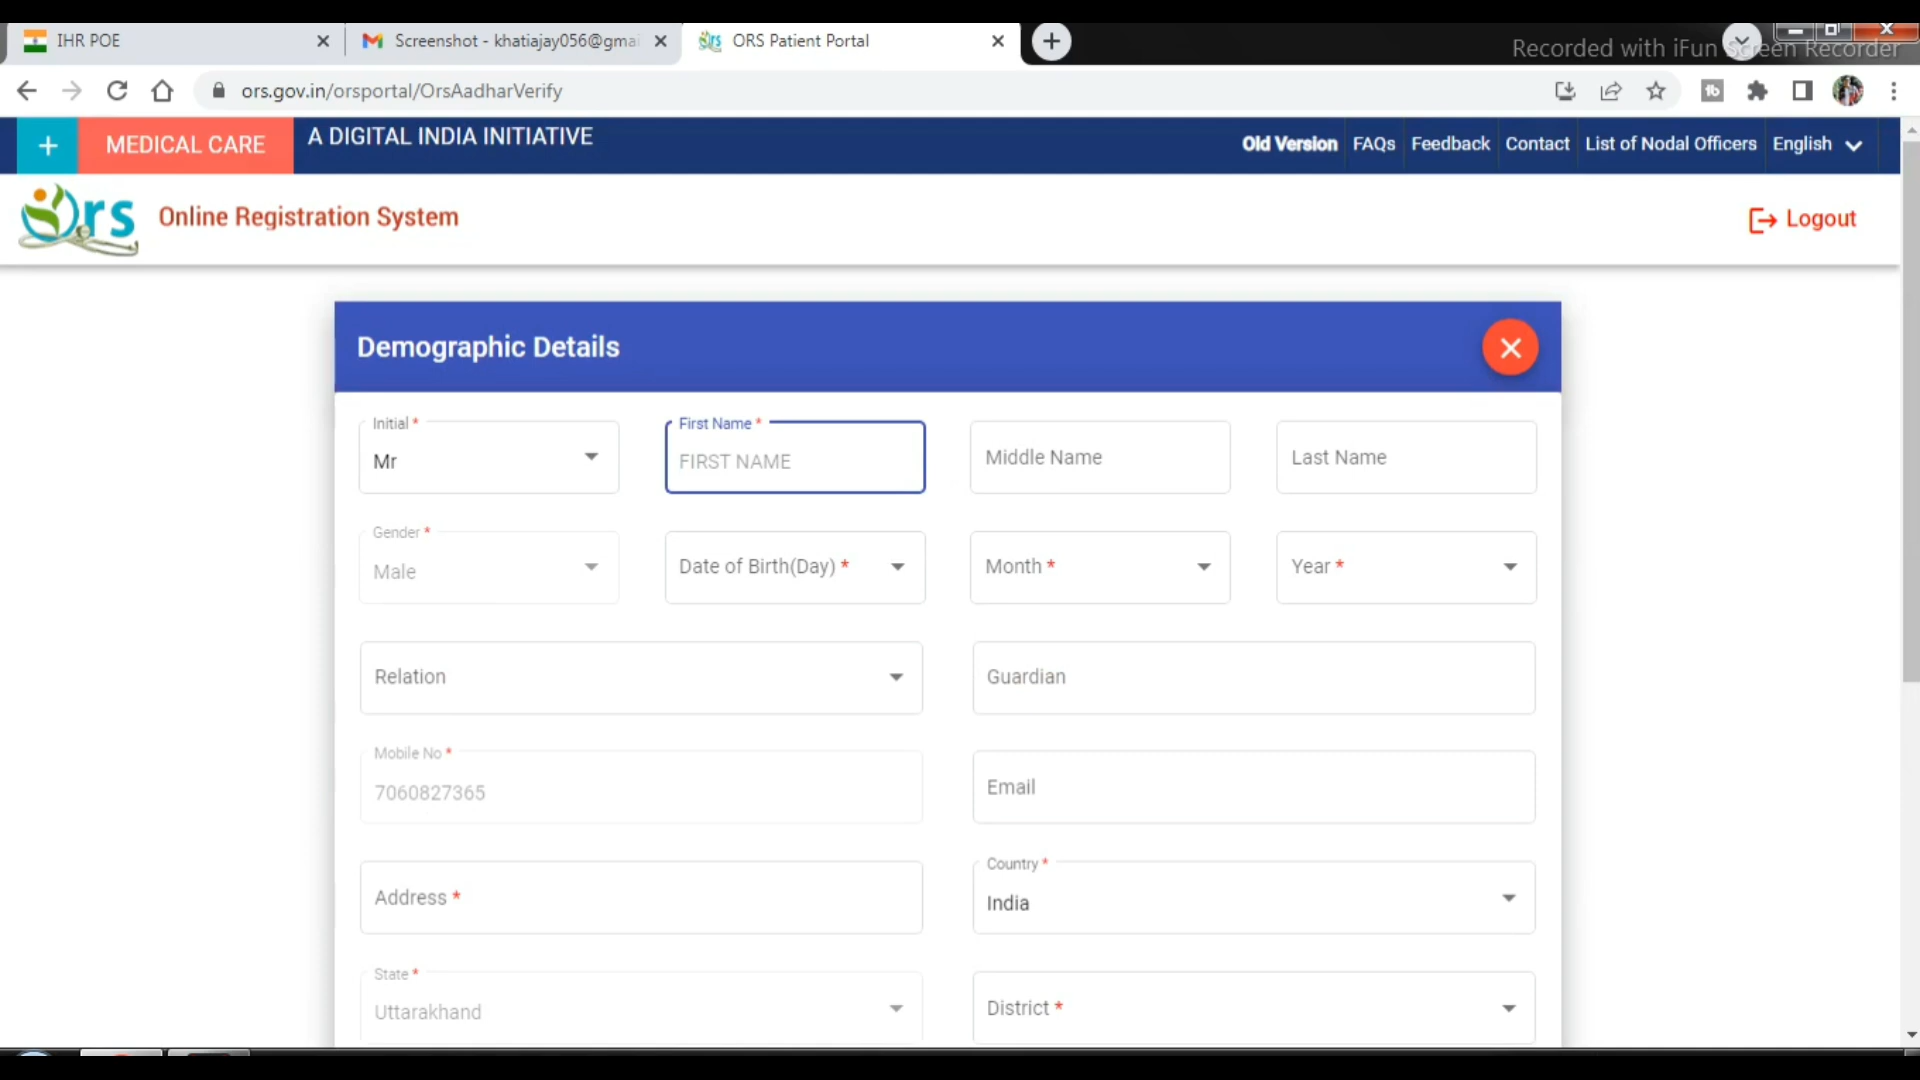 IHR POE
Screenshot - khatiajay056@gmai
ORS Patient Portal
Recorded with iFun Screen Recorder
ors.gov.in/orsportal/OrsAadharVerify
+ MEDICAL CARE
A DIGITAL INDIA INITIATIVE
Old Version FAQs Feedback Contact List of Nodal Officers English
Ors Online Registration System
Logout
Demographic Details
Initial * First Name *
Mr FIRST NAME Middle Name Last Name
Gender *
Male Date of Birth(Day) * Month * Year *
Relation Guardian
Mobile No *
7060827365 Email
Address * Country *
India
State *
Uttarakhand District *